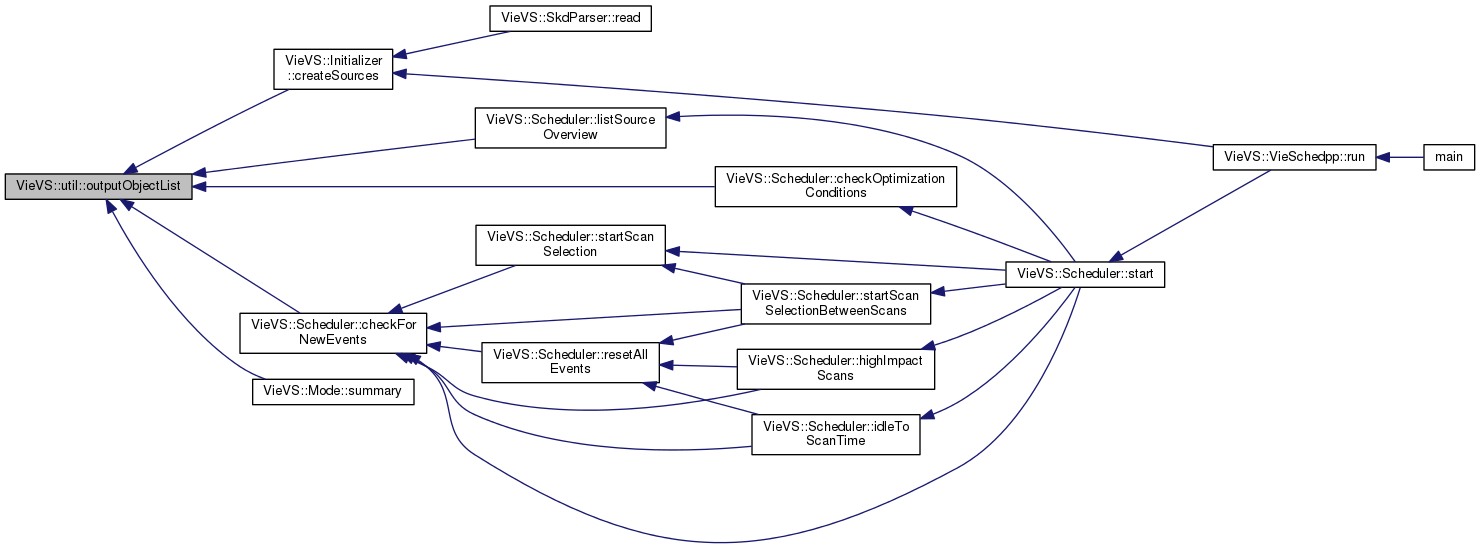 VieVS::SkdParser::read
VieVS::Initializer
::createSources
VieVS::Scheduler::listSource
Overview
VieVS::VieSchedpp::run
main
VieVS::util::outputObjectList
VieVS::Scheduler::checkOptimization
Conditions
VieVS::Scheduler::startScan
Selection
VieVS::Scheduler::start
VieVS::Scheduler::startScan
SelectionBetweenScans
VieVS::Scheduler::checkFor
NewEvents
VieVS::Scheduler::resetAll
Events
VieVS::Scheduler::highImpact
Scans
VieVS::Mode::summary
VieVS::Scheduler::idleTo
ScanTime